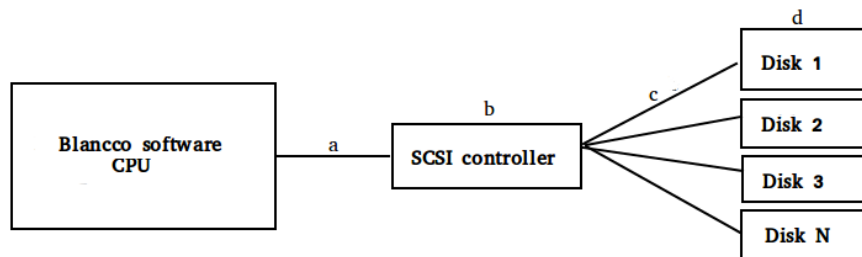 d
Disk 1
c
b
Blancco software
CPU
a
SCSI controller
Disk 2
Disk 3
Disk N